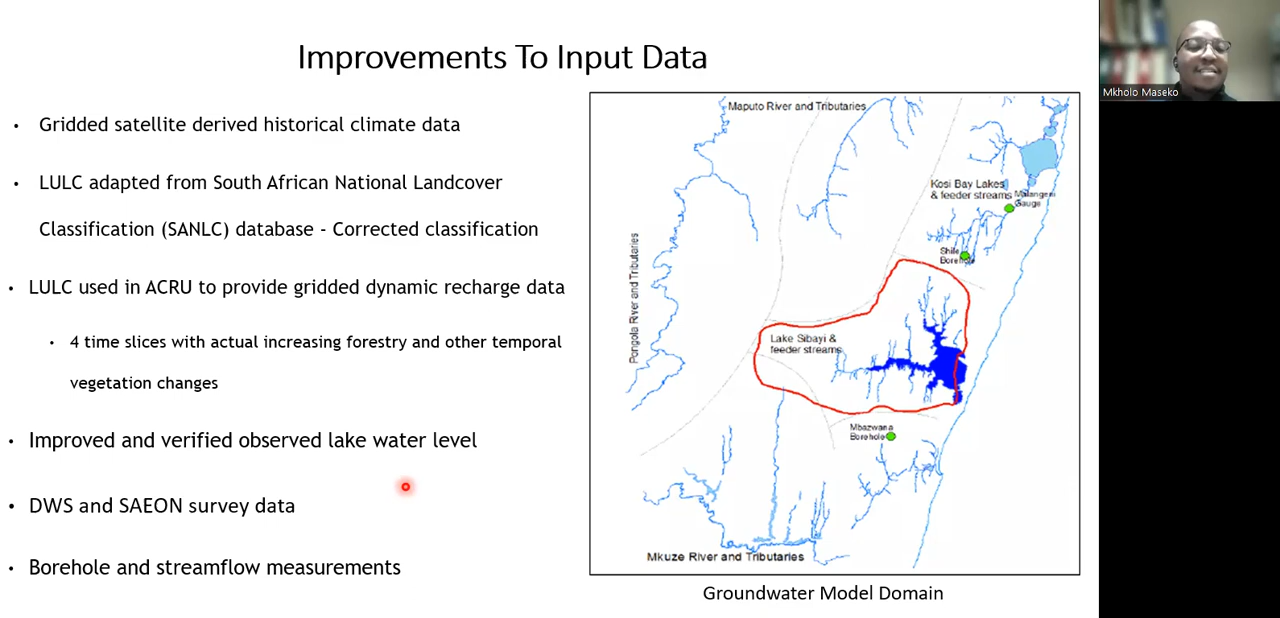 Improvements To Input Data
• Gridded satellite derived historical climate data
• LULC adapted from South African National Landcover
Classification (SANLC) database - Corrected classification
• LULC used in ACRU to provide gridded dynamic recharge data
• 4 time slices with actual increasing forestry and other temporal
vegetation changes
• Improved and verified observed lake water level
• DWS and SAEON survey data
• Borehole and streamflow measurements
Maputo River and Tributaries
Kosi Bay Lakes
& feeder streams
Malangeni
Gauge
Shile
Borehole
Pongola River and Tributaries
Lake Sibayi &
feeder streams
Mbazwana
Borehole
Mkuze River and Tributaries
Groundwater Model Domain
Mkholo Maseko